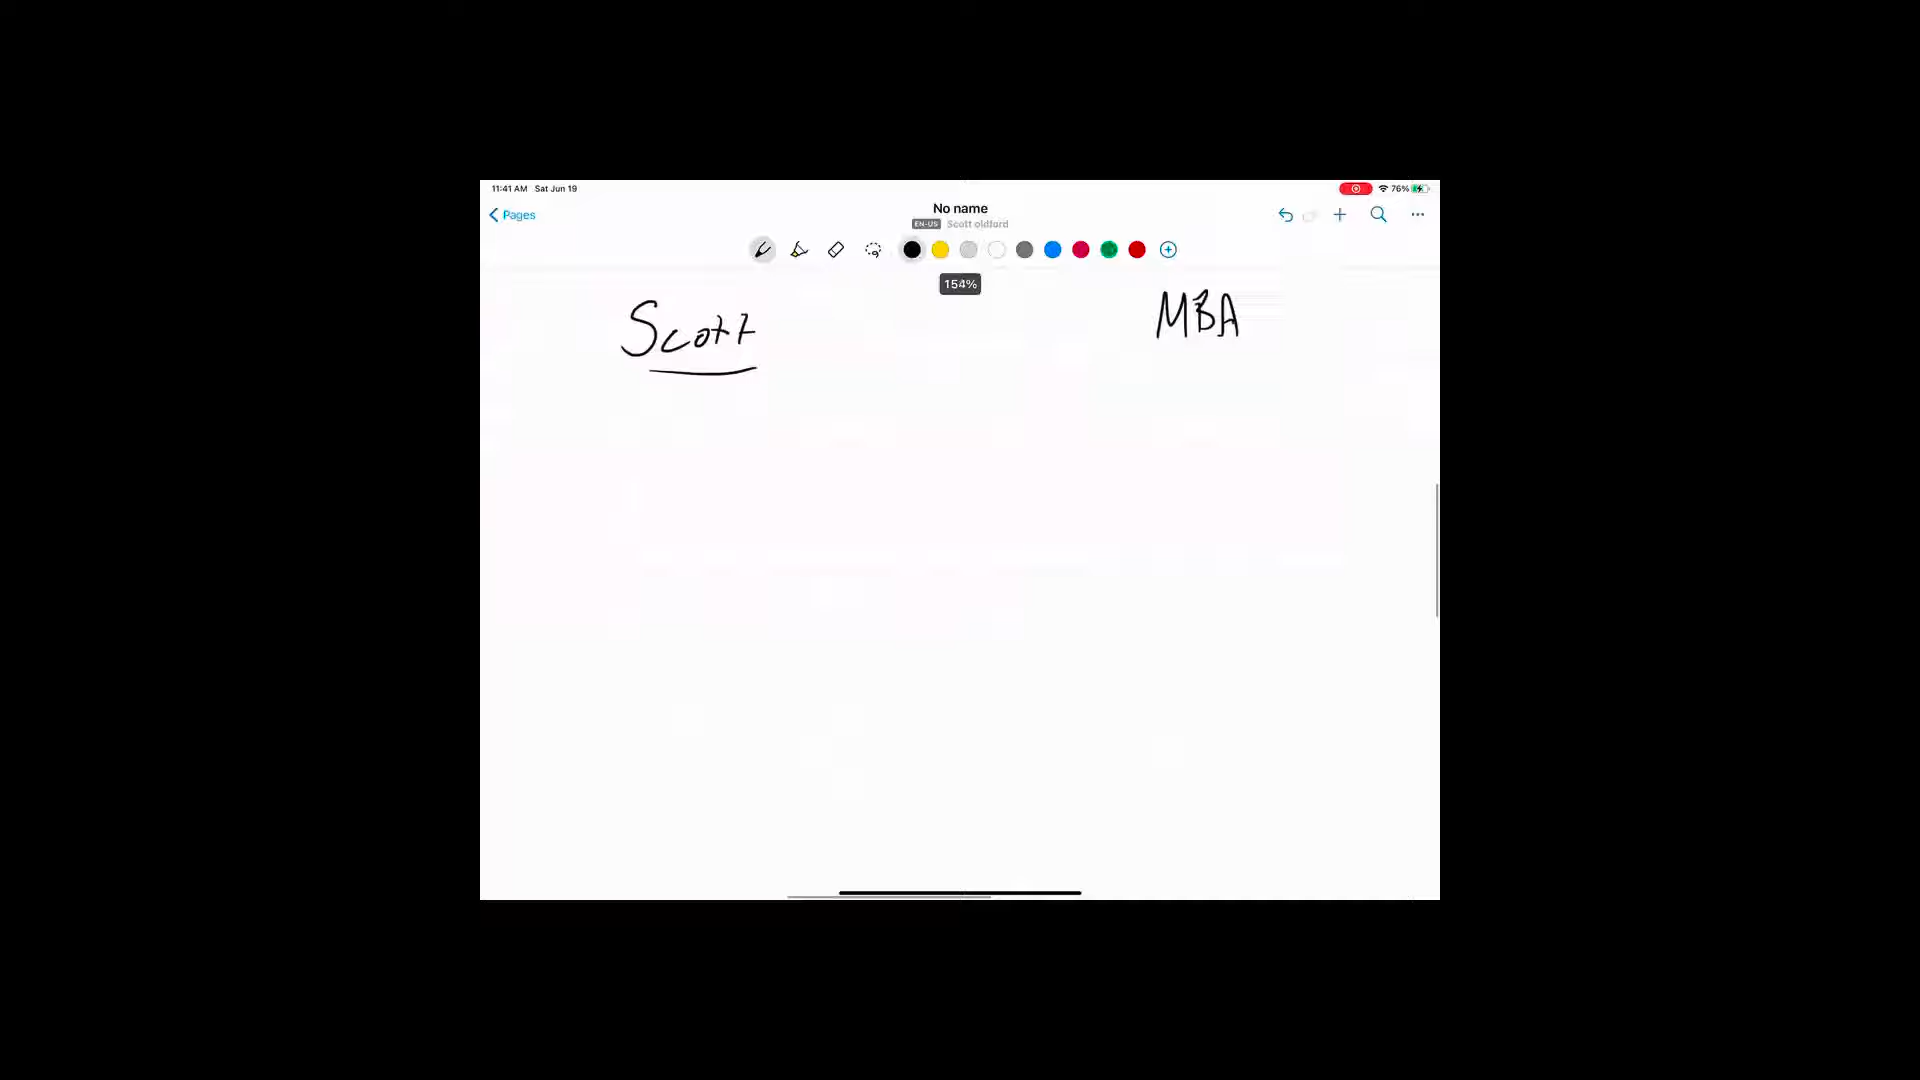 11:41 AM Sat Jun 19
76%
Pages
No name
EN-US Scott oldford
154%
Scott
MBA